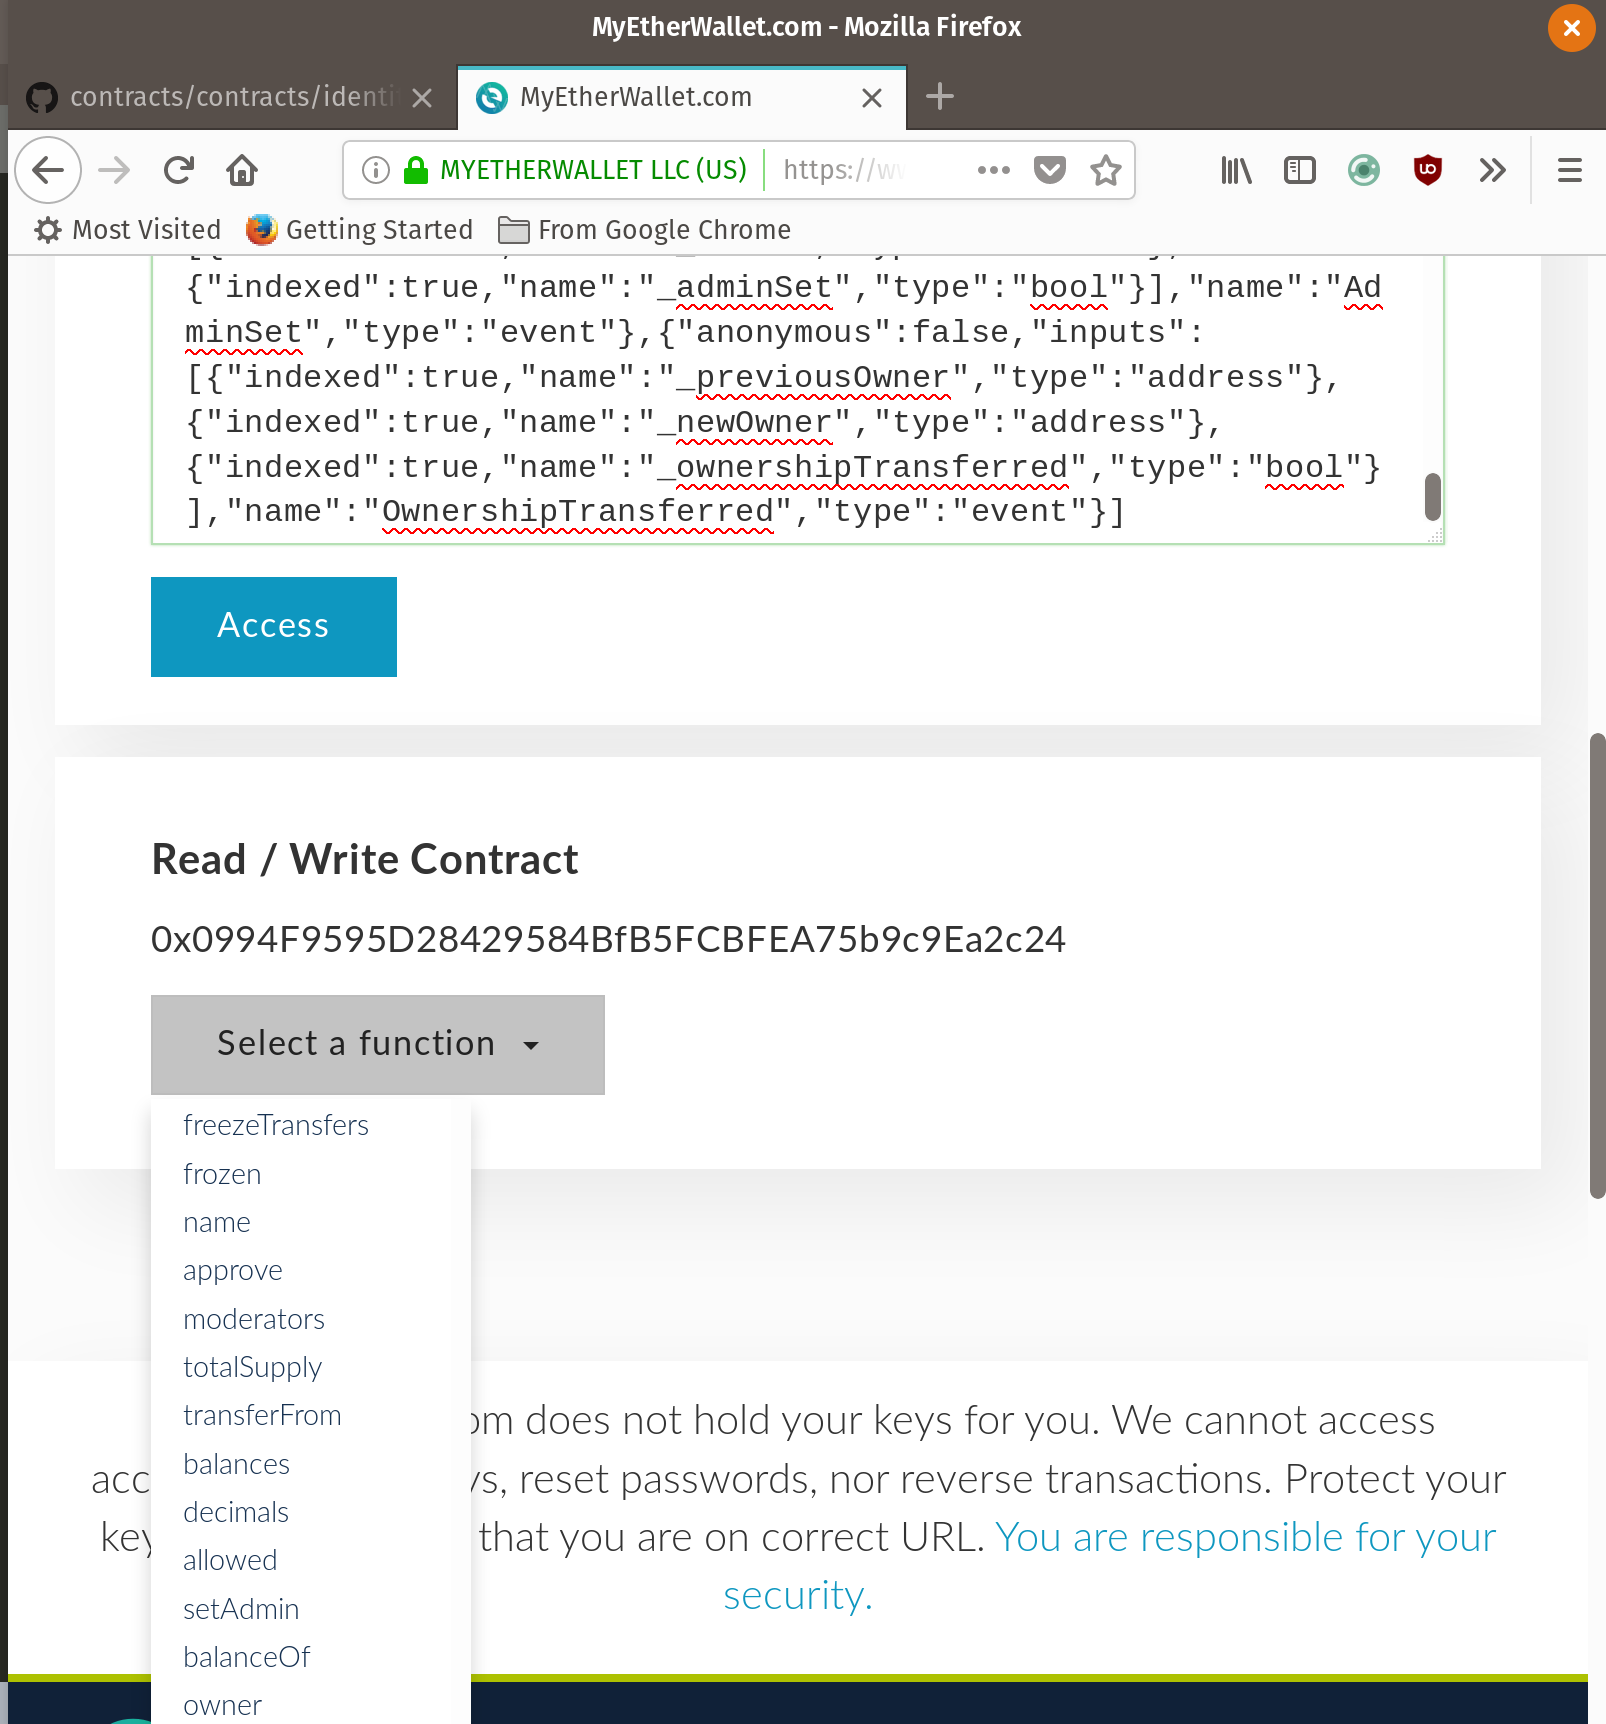 MyEtherWallet.com - Mozilla Firefox
contracts/contracts/identi
MyEtherWallet.com
MYETHERWALLET LLC (US) https://ww
Most Visited Getting Started From Google Chrome
{"indexed":true,"name":"_adminSet","type":"bool"}],"name":"Ad
minSet","type":"event"},{"anonymous":false,"inputs":
[{"indexed":true,"name":"_previousOwner","type":"address"},
{"indexed":true,"name":"_newOwner","type":"address"},
{"indexed":true,"name":"_ownershipTransferred","type":"bool"}
],"name":"OwnershipTransferred","type":"event"}]
Access
Read / Write Contract
0x0994F9595D28429584BfB5FCBFEA75b9c9Ea2c24
Select a function
freezeTransfers
frozen
name
approve
moderators
totalSupply
transferFrom
balances
decimals
allowed
setAdmin
balanceOf
owner
om does not hold your keys for you. We cannot access
acc ys, reset passwords, nor reverse transactions. Protect your
key that you are on correct URL. You are responsible for your
security.